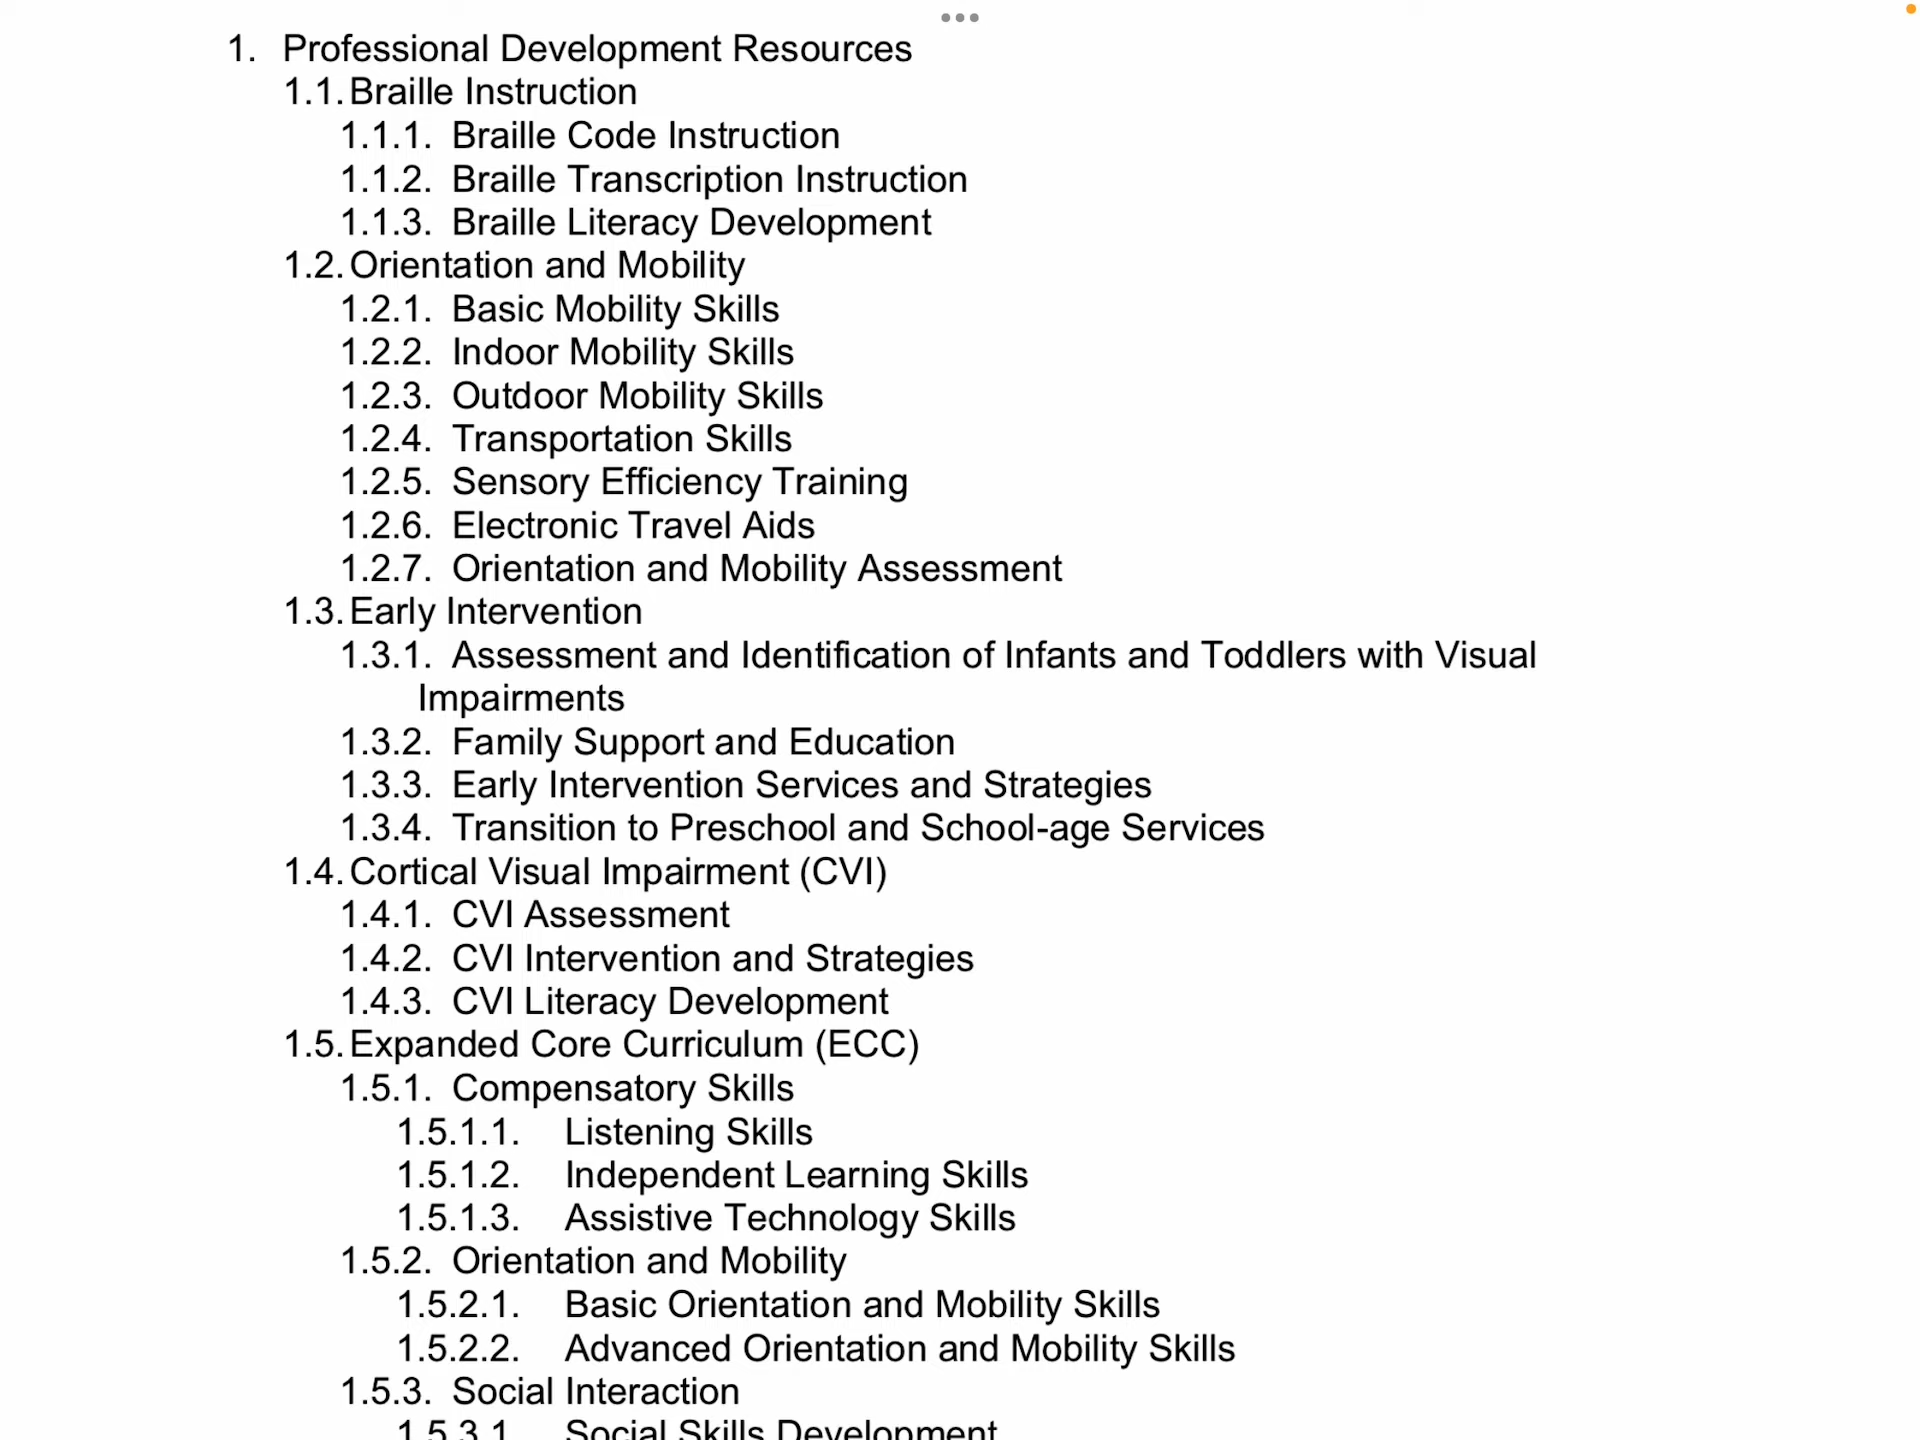 1. Professional Development Resources
1.1. Braille Instruction
1.1.1. Braille Code Instruction
1.1.2. Braille Transcription Instruction
1.1.3. Braille Literacy Development
1.2. Orientation and Mobility
1.2.1. Basic Mobility Skills
1.2.2. Indoor Mobility Skills
1.2.3. Outdoor Mobility Skills
1.2.4. Transportation Skills
1.2.5. Sensory Efficiency Training
1.2.6. Electronic Travel Aids
1.2.7. Orientation and Mobility Assessment
1.3. Early Intervention
1.3.1. Assessment and Identification of Infants and Toddlers with Visual
Impairments
1.3.2. Family Support and Education
1.3.3. Early Intervention Services and Strategies
1.3.4. Transition to Preschool and School-age Services
1.4. Cortical Visual Impairment (CVI)
1.4.1. CVI Assessment
1.4.2. CVI Intervention and Strategies
1.4.3. CVI Literacy Development
1.5. Expanded Core Curriculum (ECC)
1.5.1. Compensatory Skills
1.5.1.1. Listening Skills
1.5.1.2. Independent Learning Skills
1.5.1.3. Assistive Technology Skills
1.5.2. Orientation and Mobility
1.5.2.1. Basic Orientation and Mobility Skills
1.5.2.2. Advanced Orientation and Mobility Skills
1.5.3. Social Interaction
1.5.3.1. Social Skills Development